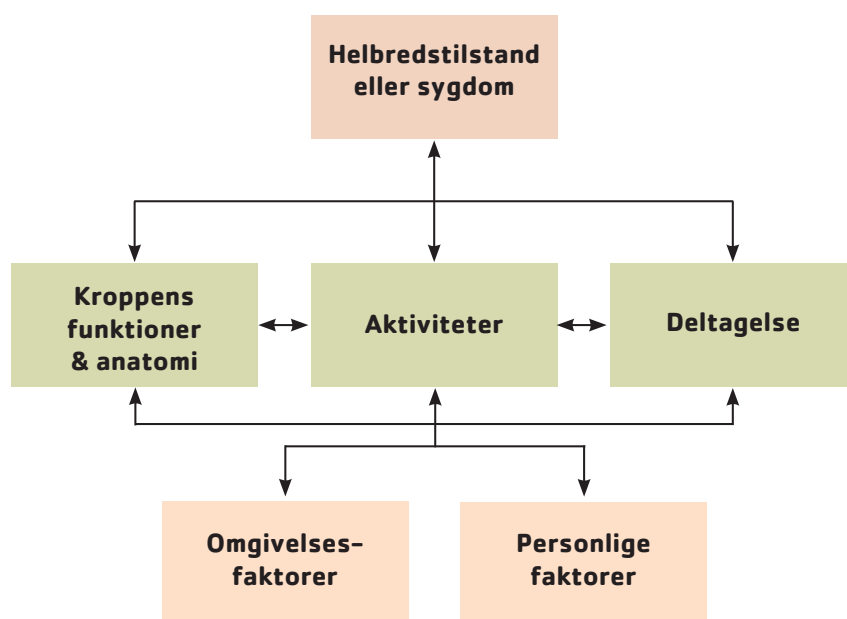 Helbredstilstand
eller sygdom
Kroppens
funktioner
& anatomi
Aktiviteter
Deltagelse
Omgivelses–
faktorer
Personlige
faktorer